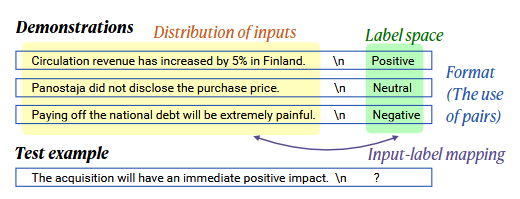 Demonstrations
Distribution of inputs
Label space
Circulation revenue has increased by 5% in Finland. \n Positive
Panostaja did not disclose the purchase price. \n Neutral
Paying off the national debt will be extremely painful. \n Negative
Format
(The use
of pairs)
Input-label mapping
Test example
The acquisition will have an immediate positive impact. \n ?